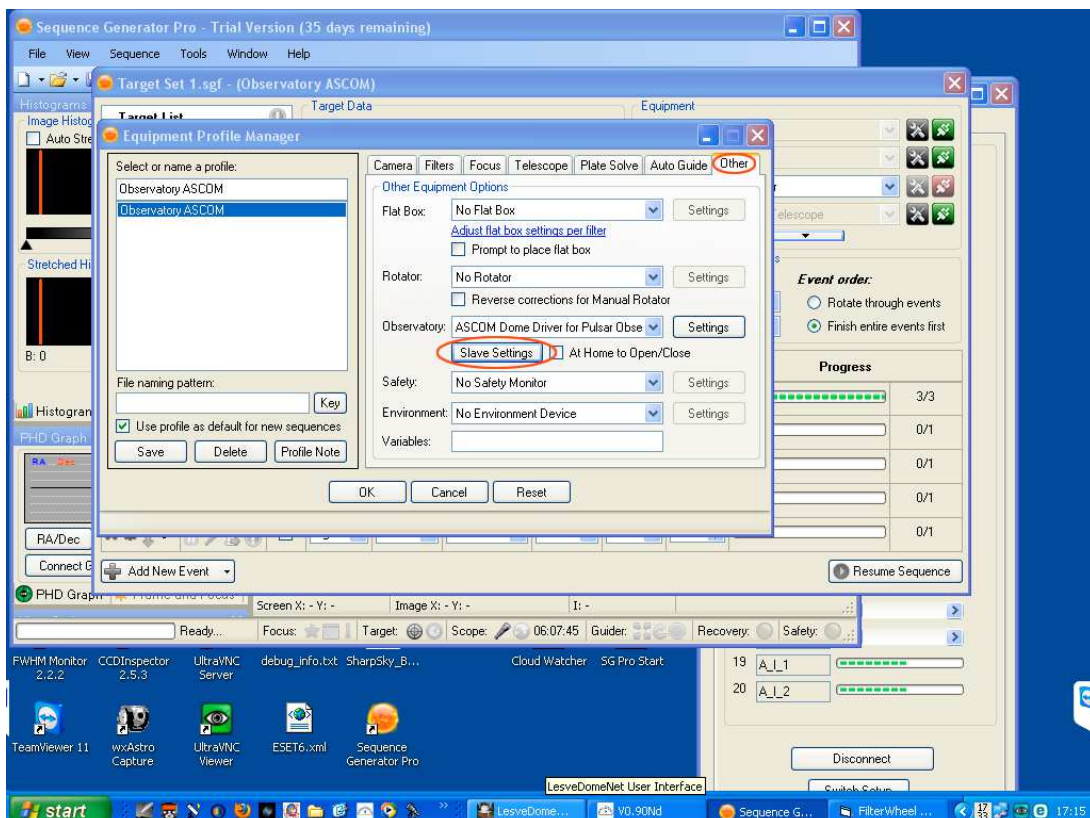 Sequence Generator Pro - Trial Version (35 days remaining)
File View Sequence Tools Window Help
Target Set 1.sgf - (Observatory ASCOM)
Histograms
Image Histog
Auto Stre
Stretched Hi
B: 0
Histogran
PHD Graph
RA Dec
RA/Dec
Connect G
PHD Graph
Frame and Focus
Target List
Target Data
Equipment
Equipment Profile Manager
Select or name a profile:
Observatory ASCOM
Observatory ASCOM
File naming pattern:
Key
Use profile as default for new sequences
Save Delete Profile Note
Camera Filters Focus Telescope Plate Solve Auto Guide Other
Other Equipment Options
Flat Box: No Flat Box Settings
Adjust flat box settings per filter
Prompt to place flat box
Rotator: No Rotator Settings
Reverse corrections for Manual Rotator
Observatory: ASCOM Dome Driver for Pulsar Obse Settings
Slave Settings At Home to Open/Close
Safety: No Safety Monitor Settings
Environment: No Environment Device Settings
Variables:
OK Cancel Reset
elescope
Event order:
Rotate through events
Finish entire events first
Progress
3/3
0/1
0/1
0/1
0/1
Add New Event
Resume Sequence
Screen X: - Y: - Image X: - Y: - I: -
Ready... Focus: Target: Scope: 06:07:45 Guider: Recovery: Safety:
FWHM Monitor 2.2.2
CCDInspector 2.5.3
UltraVNC Server
debug_info.txt
SharpSky_B...
Cloud Watcher
SG Pro Start
19 A_I_1
20 A_I_2
TeamViewer 11
wxAstro Capture
UltraVNC Viewer
ESET6.xml
Sequence Generator Pro
Disconnect
Switch Setup
LesveDomeNet User Interface
start
LesveDome...
V0.90Nd
Sequence G...
FilterWheel ...
17
33
17:15